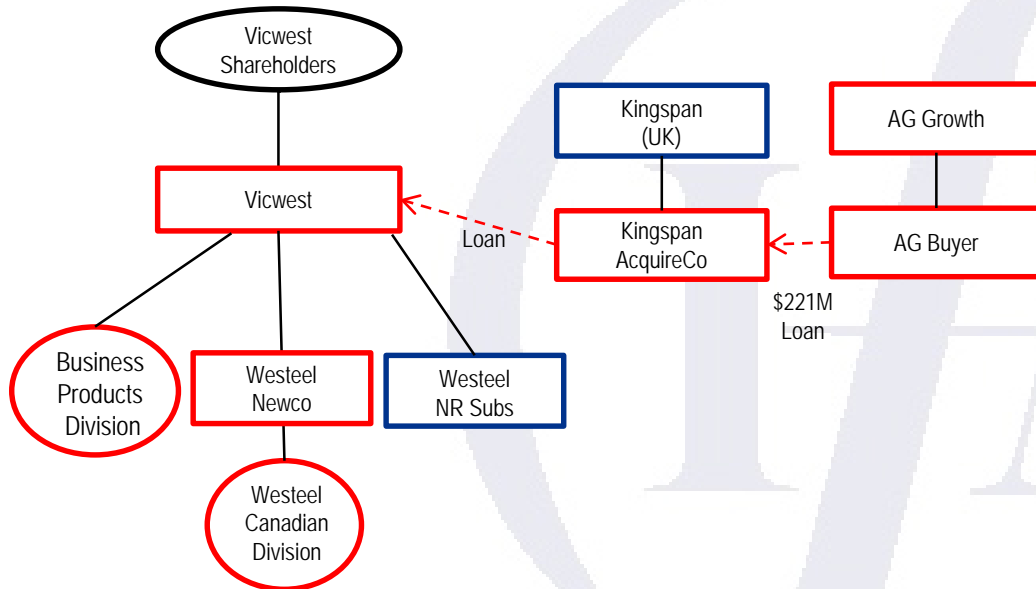 Vicwest
Shareholders
Kingspan
(UK)
AG Growth
Vicwest
Loan
Kingspan
AcquireCo
AG Buyer
$221M
Loan
Business
Products
Division
Westeel
Newco
Westeel
NR Subs
Westeel
Canadian
Division